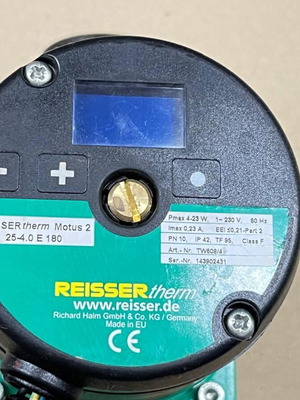 - +
SERtherm Motus 2
25-4.0 E 180
Pmax 4-23 W, 1~ 230 V, 50 Hz
Imax 0,23 A, EEI ≤0,21-Part 2
PN 10, IP 42, TF 95, Class F
Art.-Nr. TW608/4
Ser.-Nr. 143902431
REISSERtherm
www.reisser.de
Richard Halm GmbH & Co. KG / Germany
Made in EU
CE